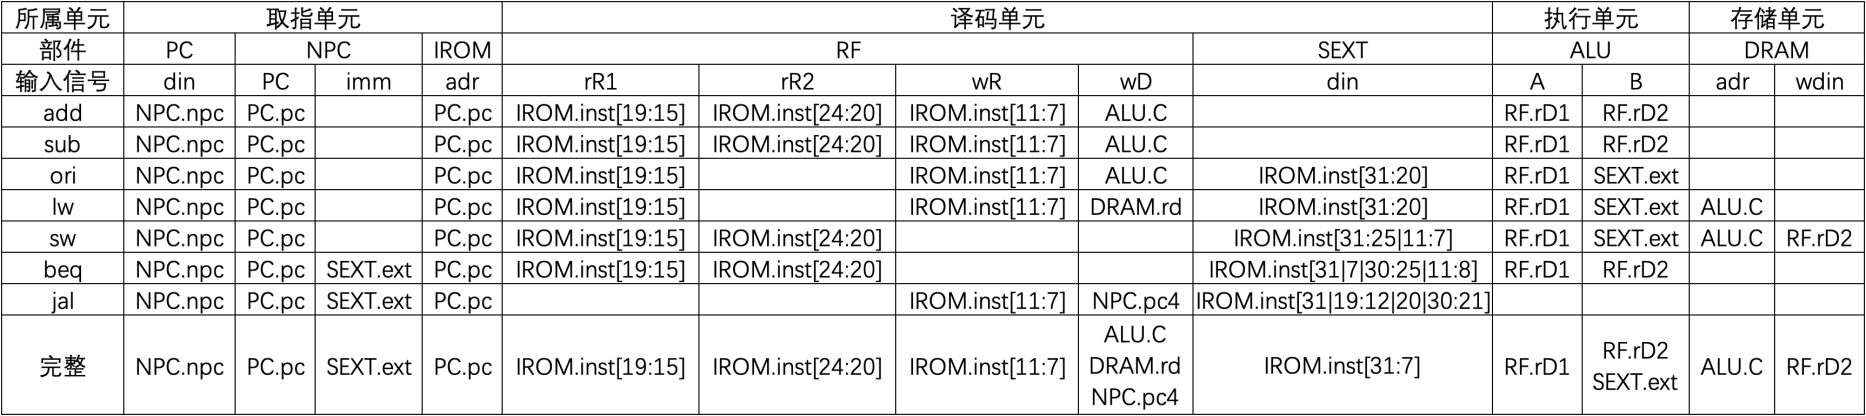 所属单元 取指单元 译码单元 执行单元 存储单元
部件 PC NPC IROM RF SEXT ALU DRAM
输入信号 din PC imm adr rR1 rR2 wR wD din A B adr wdin
add NPC.npc PC.pc PC.pc IROM.inst[19:15] IROM.inst[24:20] IROM.inst[11:7] ALU.C RF.rD1 RF.rD2
sub NPC.npc PC.pc PC.pc IROM.inst[19:15] IROM.inst[24:20] IROM.inst[11:7] ALU.C RF.rD1 RF.rD2
ori NPC.npc PC.pc PC.pc IROM.inst[19:15] IROM.inst[11:7] ALU.C IROM.inst[31:20] RF.rD1 SEXT.ext
lw NPC.npc PC.pc PC.pc IROM.inst[19:15] IROM.inst[11:7] DRAM.rd IROM.inst[31:20] RF.rD1 SEXT.ext ALU.C
sw NPC.npc PC.pc PC.pc IROM.inst[19:15] IROM.inst[24:20] IROM.inst[31:25|11:7] RF.rD1 SEXT.ext ALU.C RF.rD2
beq NPC.npc PC.pc SEXT.ext PC.pc IROM.inst[19:15] IROM.inst[24:20] IROM.inst[31|7|30:25|11:8] RF.rD1 RF.rD2
jal NPC.npc PC.pc SEXT.ext PC.pc IROM.inst[11:7] NPC.pc4 IROM.inst[31|19:12|20|30:21]
完整 NPC.npc PC.pc SEXT.ext PC.pc IROM.inst[19:15] IROM.inst[24:20] IROM.inst[11:7]
ALU.C
DRAM.rd
NPC.pc4
IROM.inst[31:7] RF.rD1
RF.rD2
SEXT.ext
ALU.C RF.rD2